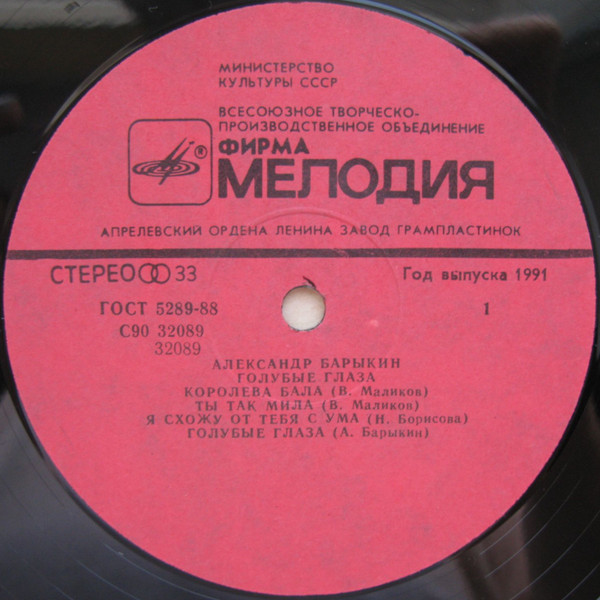 МИНИСТЕРСТВО
КУЛЬТУРЫ СССР
ВСЕСОЮЗНОЕ ТВОРЧЕСКО-
ПРОИЗВОДСТВЕННОЕ ОБЪЕДИНЕНИЕ
®
ФИРМА
МЕЛОДИЯ
АПРЕЛЕВСКИЙ ОРДЕНА ЛЕНИНА ЗАВОД ГРАМПЛАСТИНОК
СТЕРЕО 33
Год выпуска 1991
ГОСТ 5289-88
1
С90 32089
32089
АЛЕКСАНДР БАРЫКИН
ГОЛУБЫЕ ГЛАЗА
КОРОЛЕВА БАЛА (В. Маликов)
ТЫ ТАК МИЛА (В. Маликов)
Я СХОЖУ ОТ ТЕБЯ С УМА (Н. Борисова)
ГОЛУБЫЕ ГЛАЗА (А. Барыкин)